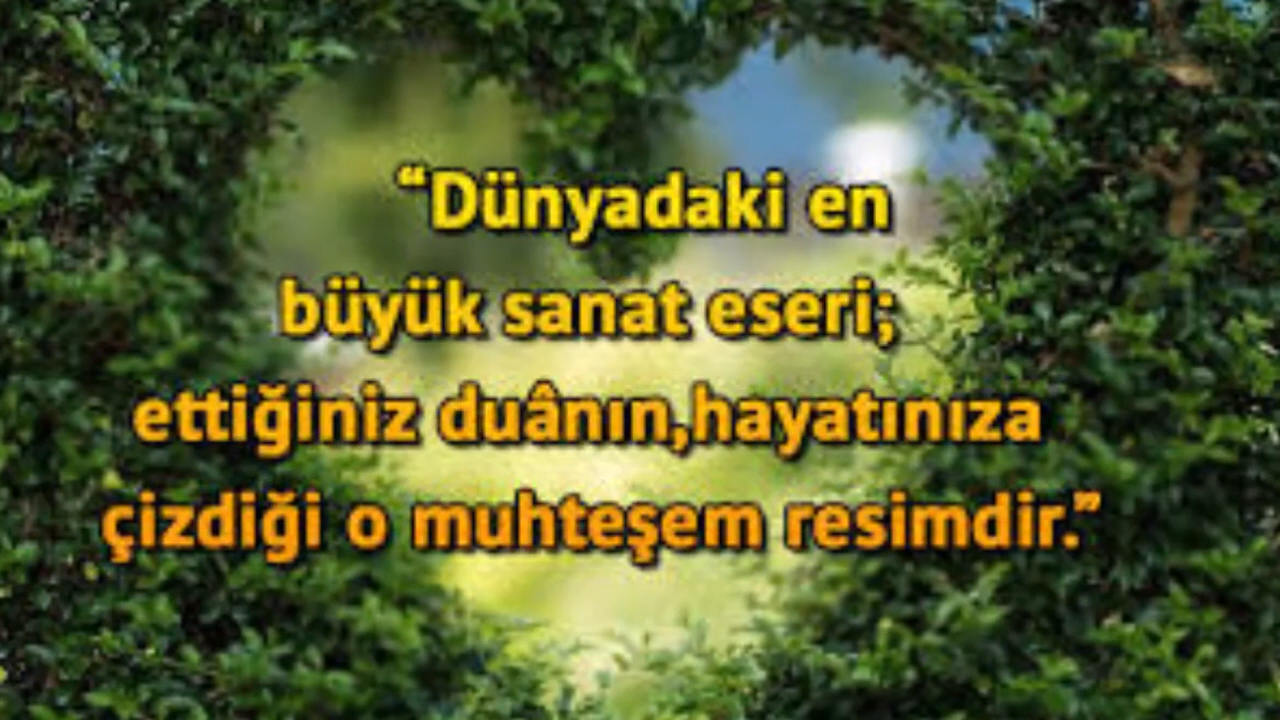 “Dünyadaki en
büyük sanat eseri;
ettiğiniz duânın,hayatınıza
çizdiği o muhteşem resimdir.”